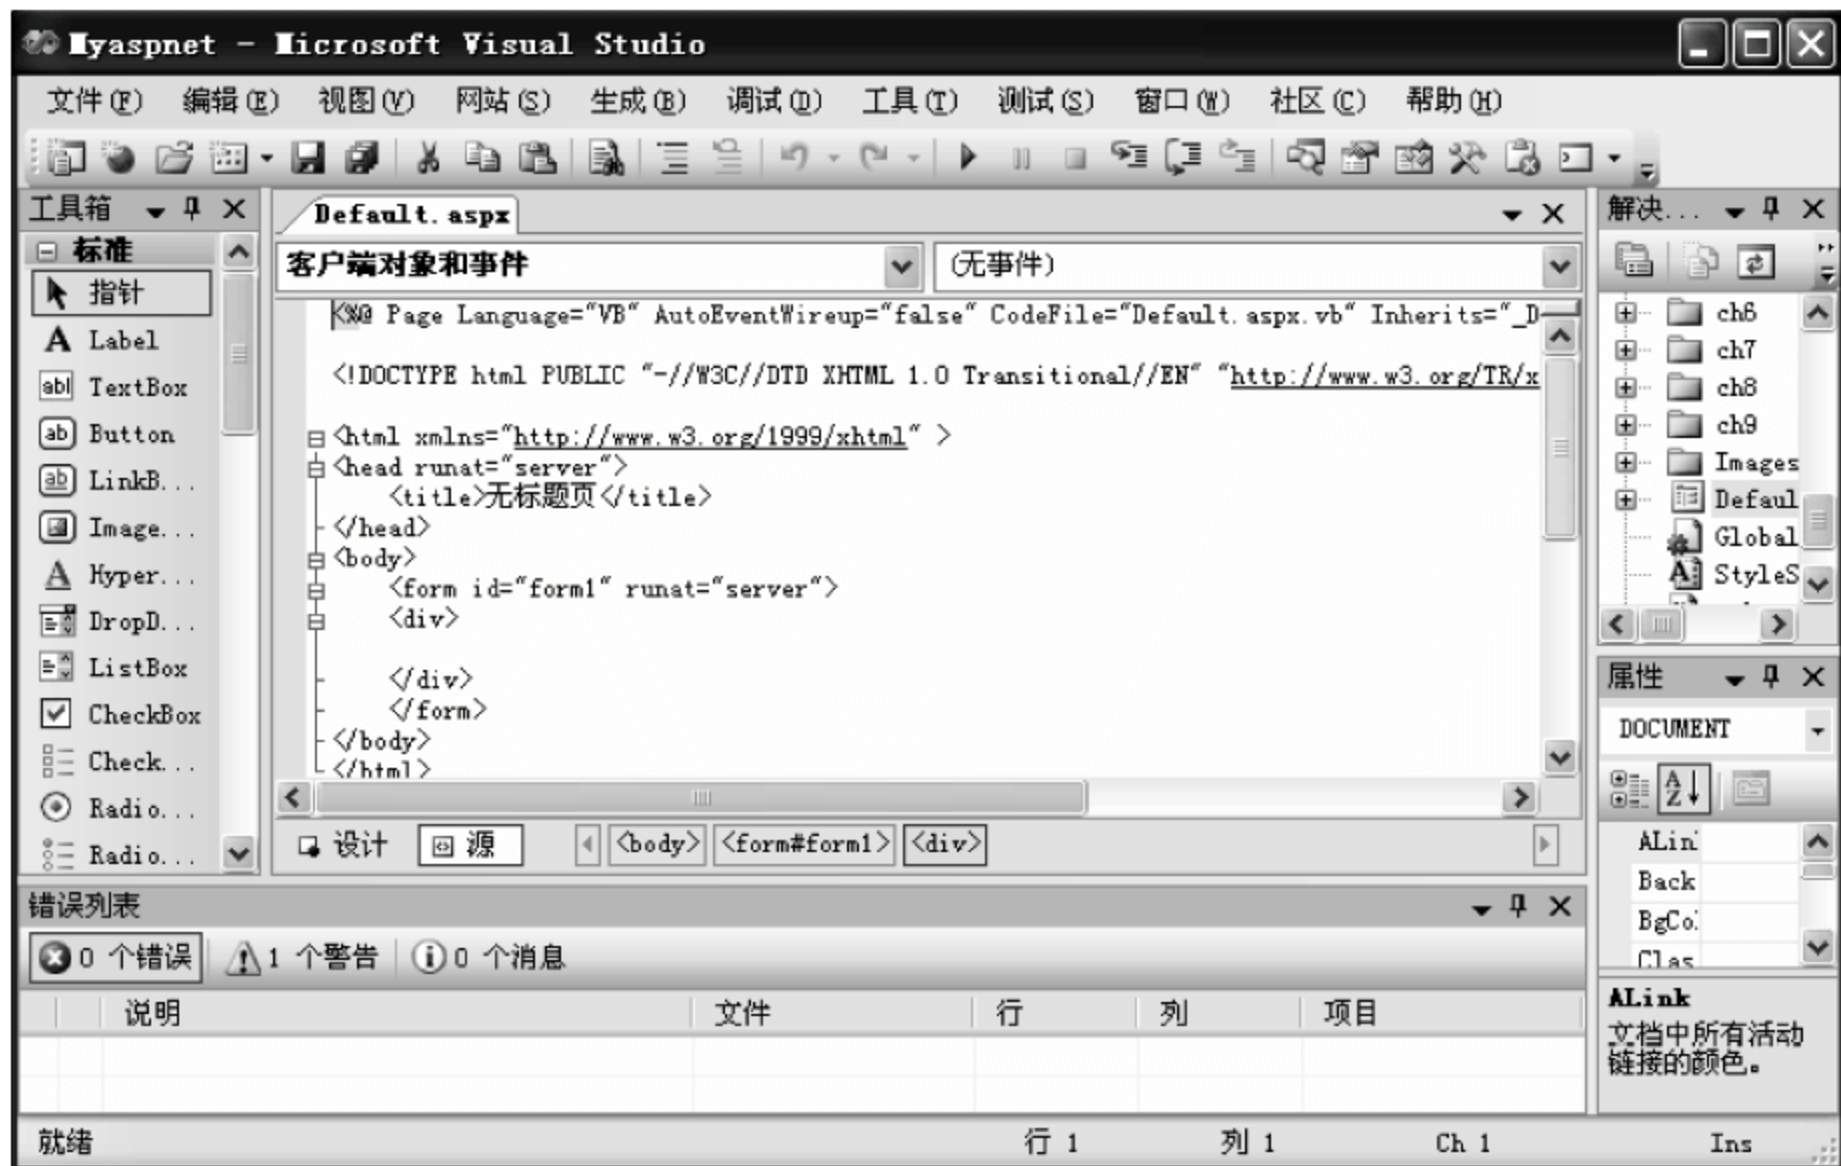 Myaspnet - Microsoft Visual Studio
文件(F) 编辑(E) 视图(V) 网站(S) 生成(B) 调试(D) 工具(T) 测试(S) 窗口(W) 社区(C) 帮助(H)
工具箱
标准
指针
Label
TextBox
Button
LinkB...
Image...
Hyper...
DropD...
ListBox
CheckBox
Check...
Radio...
Radio...
Default.aspx
客户端对象和事件 (无事件)
<%@ Page Language="VB" AutoEventWireup="false" CodeFile="Default.aspx.vb" Inherits="_D
<!DOCTYPE html PUBLIC "-//W3C//DTD XHTML 1.0 Transitional//EN" "http://www.w3.org/TR/x
<html xmlns="http://www.w3.org/1999/xhtml" >
<head runat="server">
<title>无标题页</title>
</head>
<body>
<form id="form1" runat="server">
<div>
</div>
</form>
</body>
</html>
设计 源 <body> <form#form1> <div>
解决...
ch6
ch7
ch8
ch9
Images
Defaul
Global
StyleS
属性
DOCUMENT
ALin
Back
BgCo
Clas
ALink
文档中所有活动
链接的颜色。
错误列表
0 个错误 1 个警告 0 个消息
说明 文件 行 列 项目
就绪 行 1 列 1 Ch 1 Ins